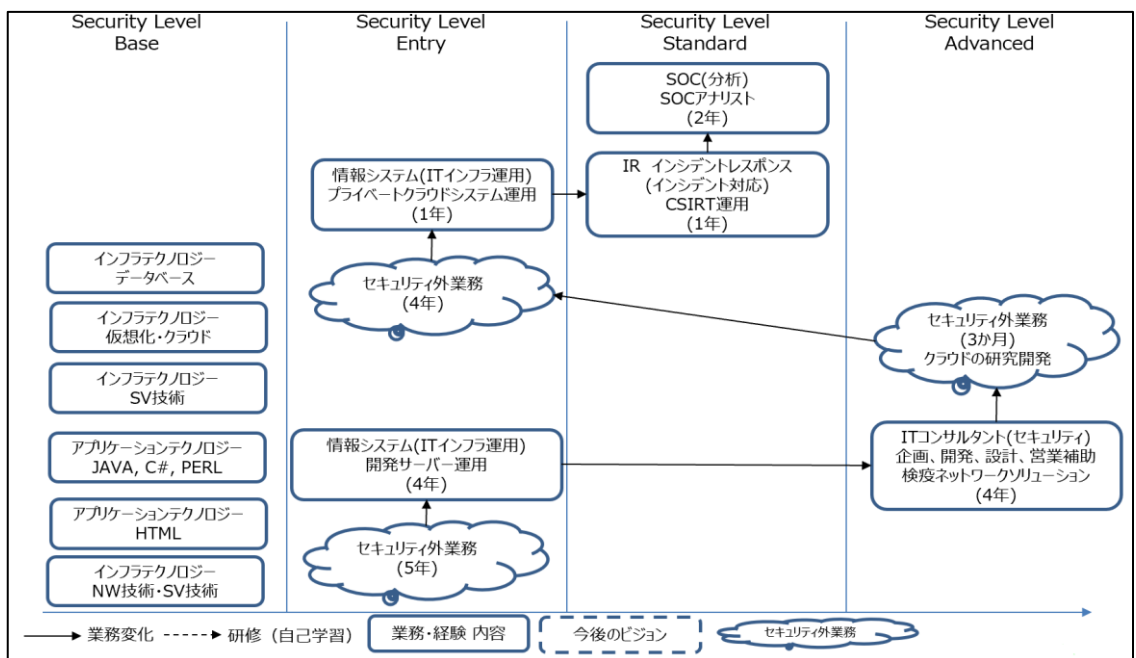 Security Level
Base
Security Level
Entry
Security Level
Standard
Security Level
Advanced
SOC(分析)
SOCアナリスト
(2年)
情報システム(ITインフラ運用)
プライベートクラウドシステム運用
(1年)
IR インシデントレスポンス
(インシデント対応)
CSIRT運用
(1年)
インフラテクノロジー
データベース
セキュリティ外業務
(4年)
インフラテクノロジー
仮想化・クラウド
セキュリティ外業務
(3か月)
クラウドの研究開発
インフラテクノロジー
SV技術
アプリケーションテクノロジー
JAVA, C#, PERL
情報システム(ITインフラ運用)
開発サーバー運用
(4年)
ITコンサルタント(セキュリティ)
企画、開発、設計、営業補助
検疫ネットワークソリューション
(4年)
アプリケーションテクノロジー
HTML
セキュリティ外業務
(5年)
インフラテクノロジー
NW技術・SV技術
業務変化
研修（自己学習）
業務・経験 内容
今後のビジョン
セキュリティ外業務